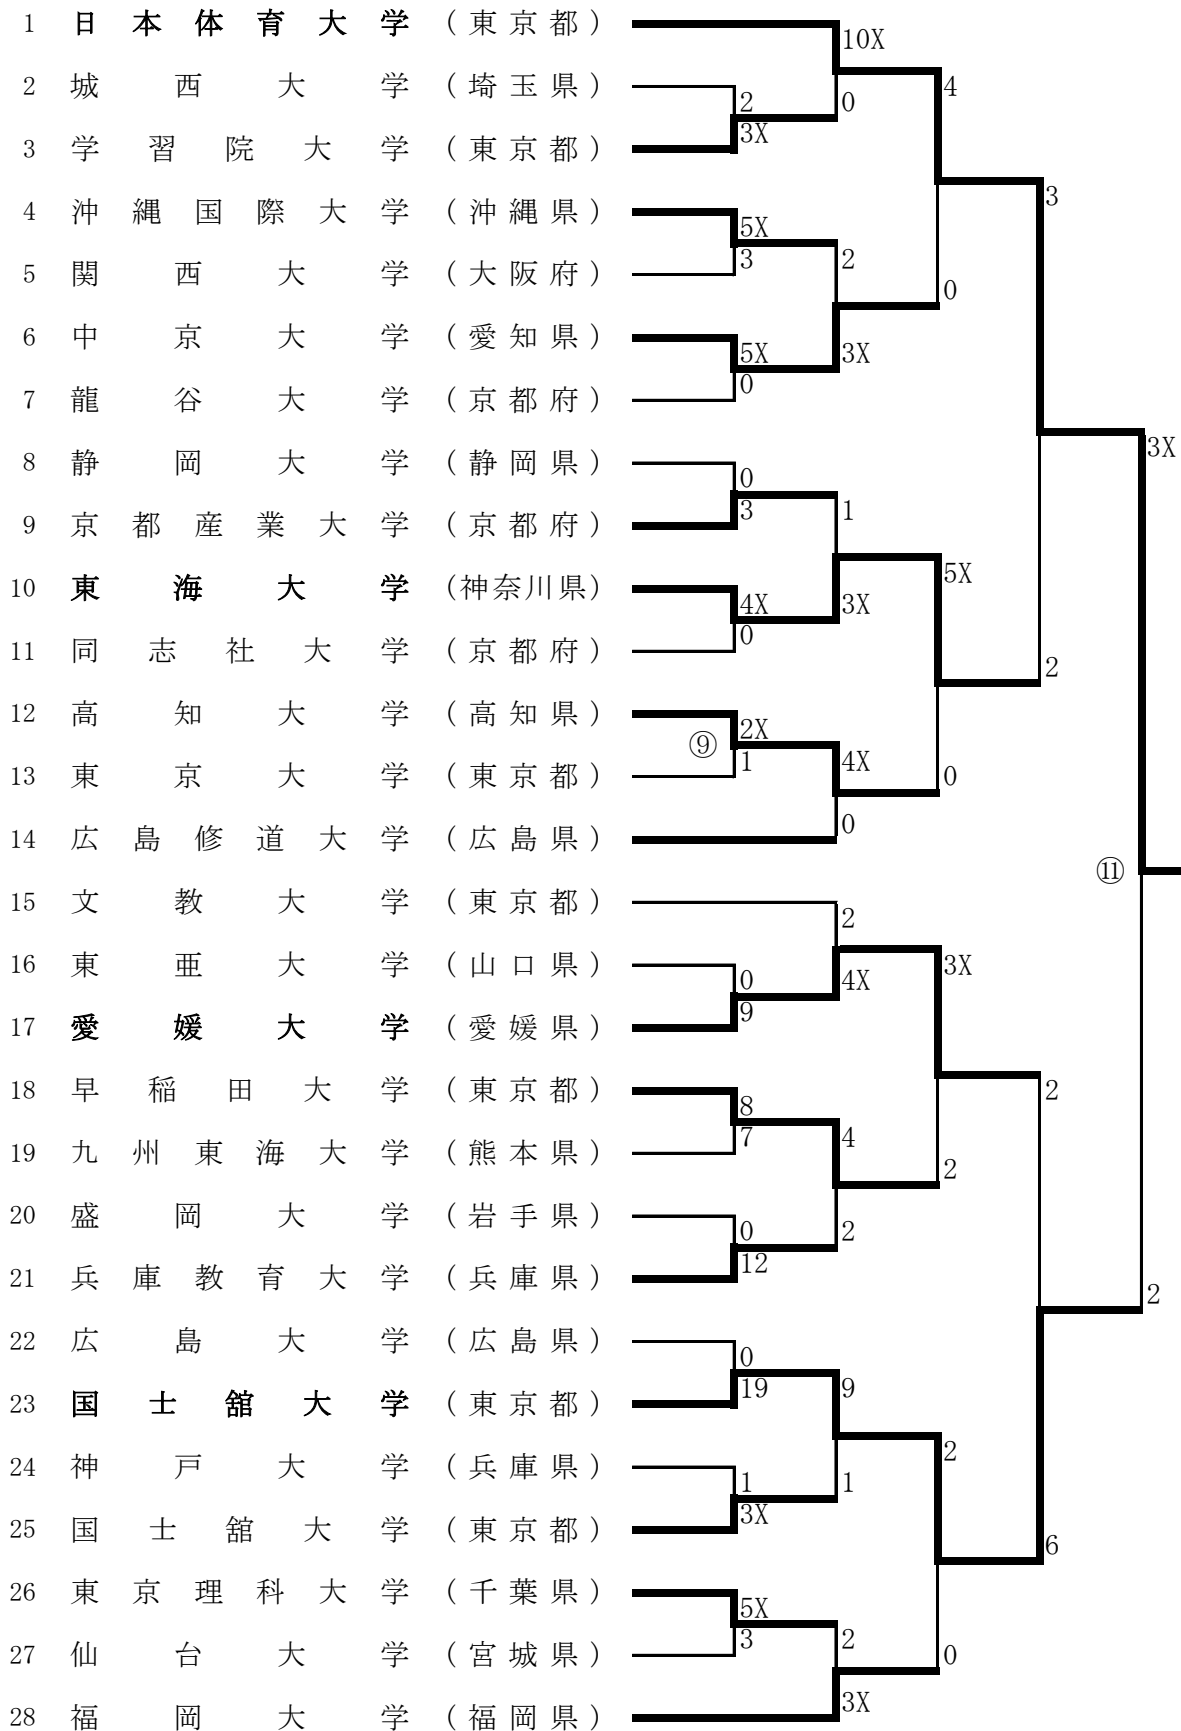 1 日本体育大学 (東京都)
10X
2 城西大学 (埼玉県)
4
2
0
3 学習院大学 (東京都)
3X
4 沖縄国際大学 (沖縄県)
3
5X
5 関西大学 (大阪府)
3
2
0
6 中京大学 (愛知県)
5X
3X
7 龍谷大学 (京都府)
0
8 静岡大学 (静岡県)
3X
0
9 京都産業大学 (京都府)
3
1
10 東海大学 (神奈川県)
5X
4X
3X
11 同志社大学 (京都府)
0
2
12 高知大学 (高知県)
2X
⑨
13 東京大学 (東京都)
1
4X
0
14 広島修道大学 (広島県)
0
⑪
15 文教大学 (東京都)
2
16 東亜大学 (山口県)
3X
0
4X
17 愛媛大学 (愛媛県)
9
18 早稲田大学 (東京都)
2
8
19 九州東海大学 (熊本県)
7
4
2
20 盛岡大学 (岩手県)
0
2
21 兵庫教育大学 (兵庫県)
12
2
22 広島大学 (広島県)
0
23 国士舘大学 (東京都)
19
9
24 神戸大学 (兵庫県)
2
1
1
25 国士舘大学 (東京都)
3X
6
26 東京理科大学 (千葉県)
5X
27 仙台大学 (宮城県)
3
2
0
28 福岡大学 (福岡県)
3X